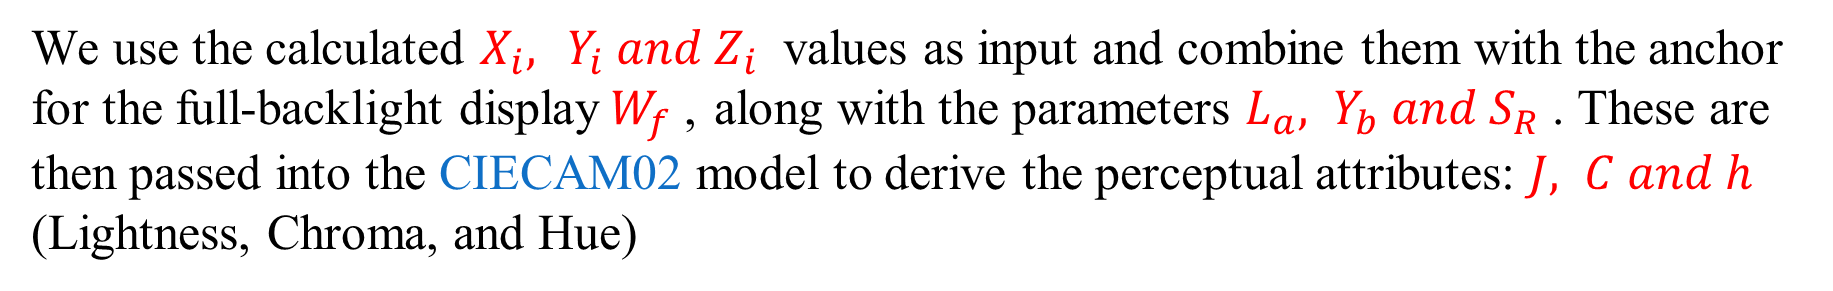 We use the calculated X_i, Y_i and Z_i values as input and combine them with the anchor
for the full-backlight display W_f , along with the parameters L_a, Y_b and S_R . These are
then passed into the CIECAM02 model to derive the perceptual attributes: J, C and h
(Lightness, Chroma, and Hue)